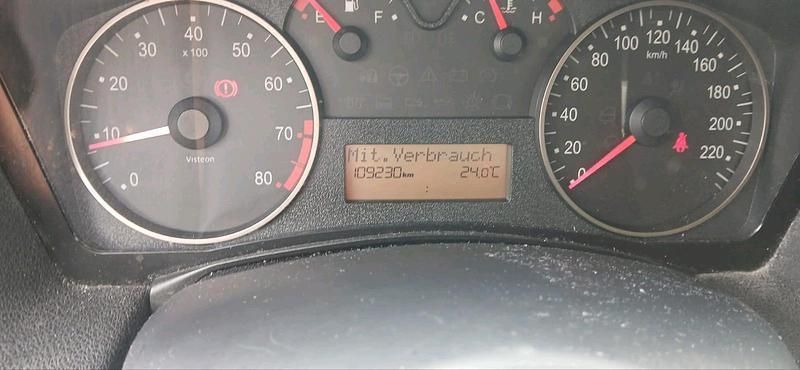 E F C H
0 10 20 30 40 50 60 70 80
x 100
Visteon
0 20 40 60 80 100 120 140 160 180 200 220
km/h
Mit.Verbrauch
109230km 24.0°C
: